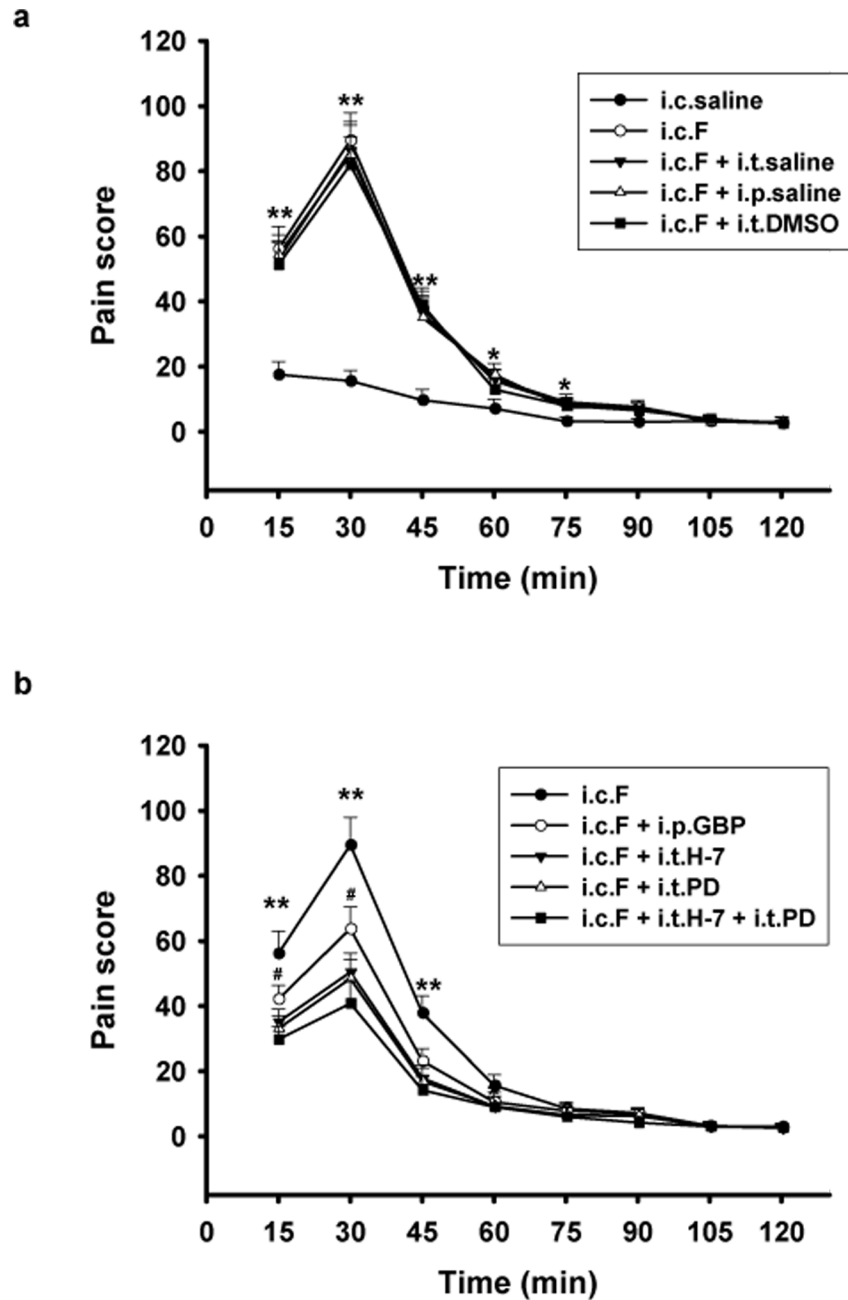 a
120
100
80
60
40
20
0
Pain score
**
**
**
*
*
i.c.saline
i.c.F
i.c.F + i.t.saline
i.c.F + i.p.saline
i.c.F + i.t.DMSO
0 15 30 45 60 75 90 105 120
Time (min)
b
120
100
80
60
40
20
0
Pain score
**
**
**
#
#
i.c.F
i.c.F + i.p.GBP
i.c.F + i.t.H-7
i.c.F + i.t.PD
i.c.F + i.t.H-7 + i.t.PD
0 15 30 45 60 75 90 105 120
Time (min)